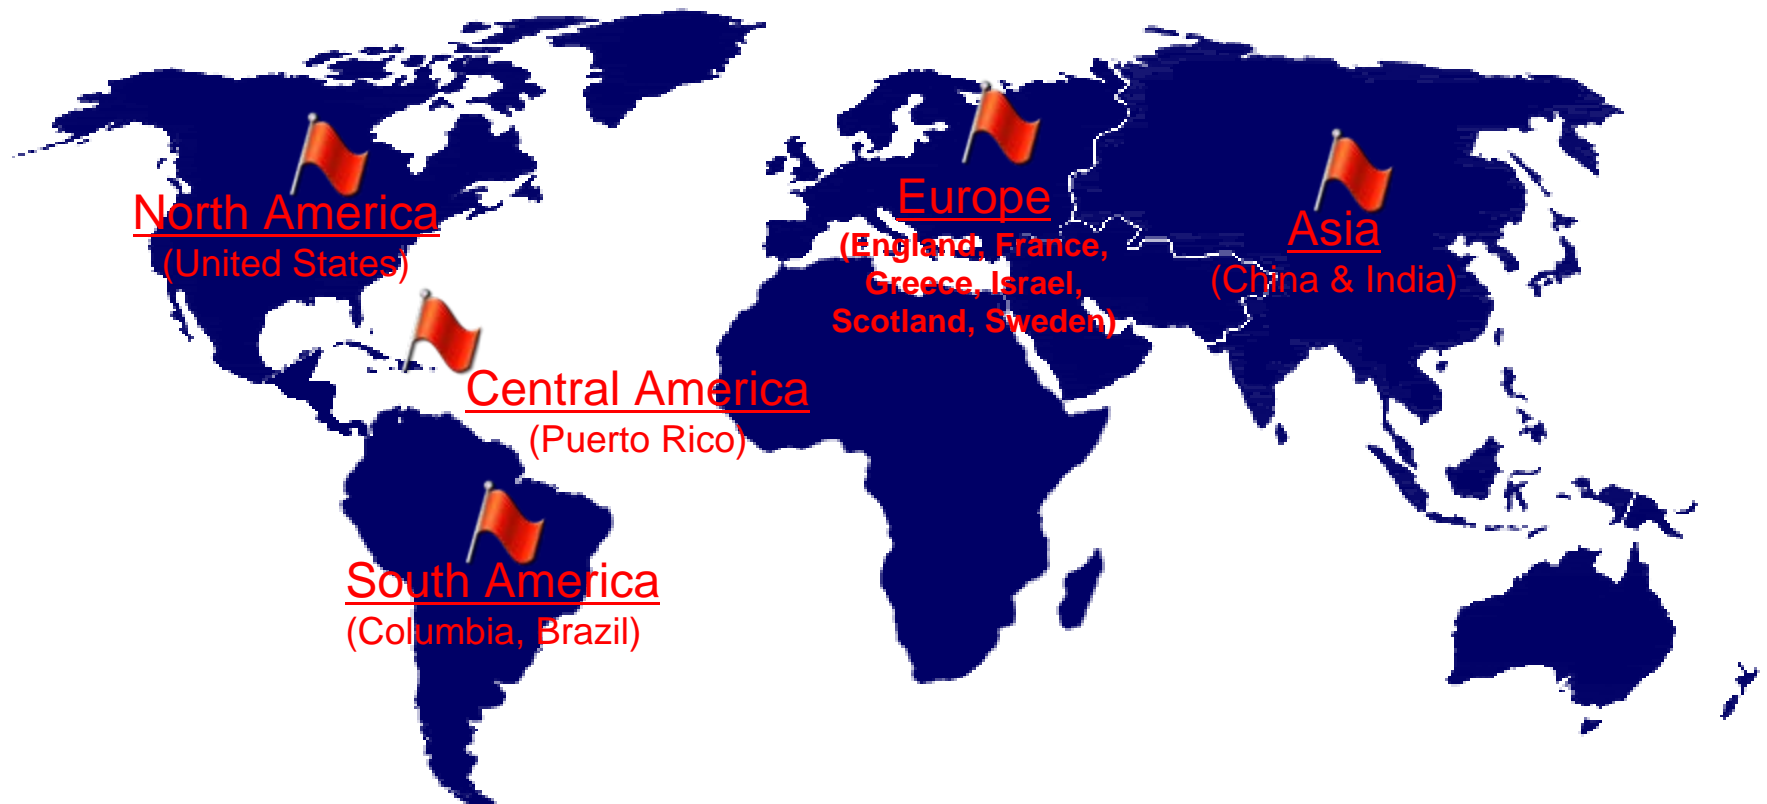 North America
(United States)
Central America
(Puerto Rico)
South America
(Columbia, Brazil)
Europe
(England, France,
Greece, Israel,
Scotland, Sweden)
Asia
(China & India)